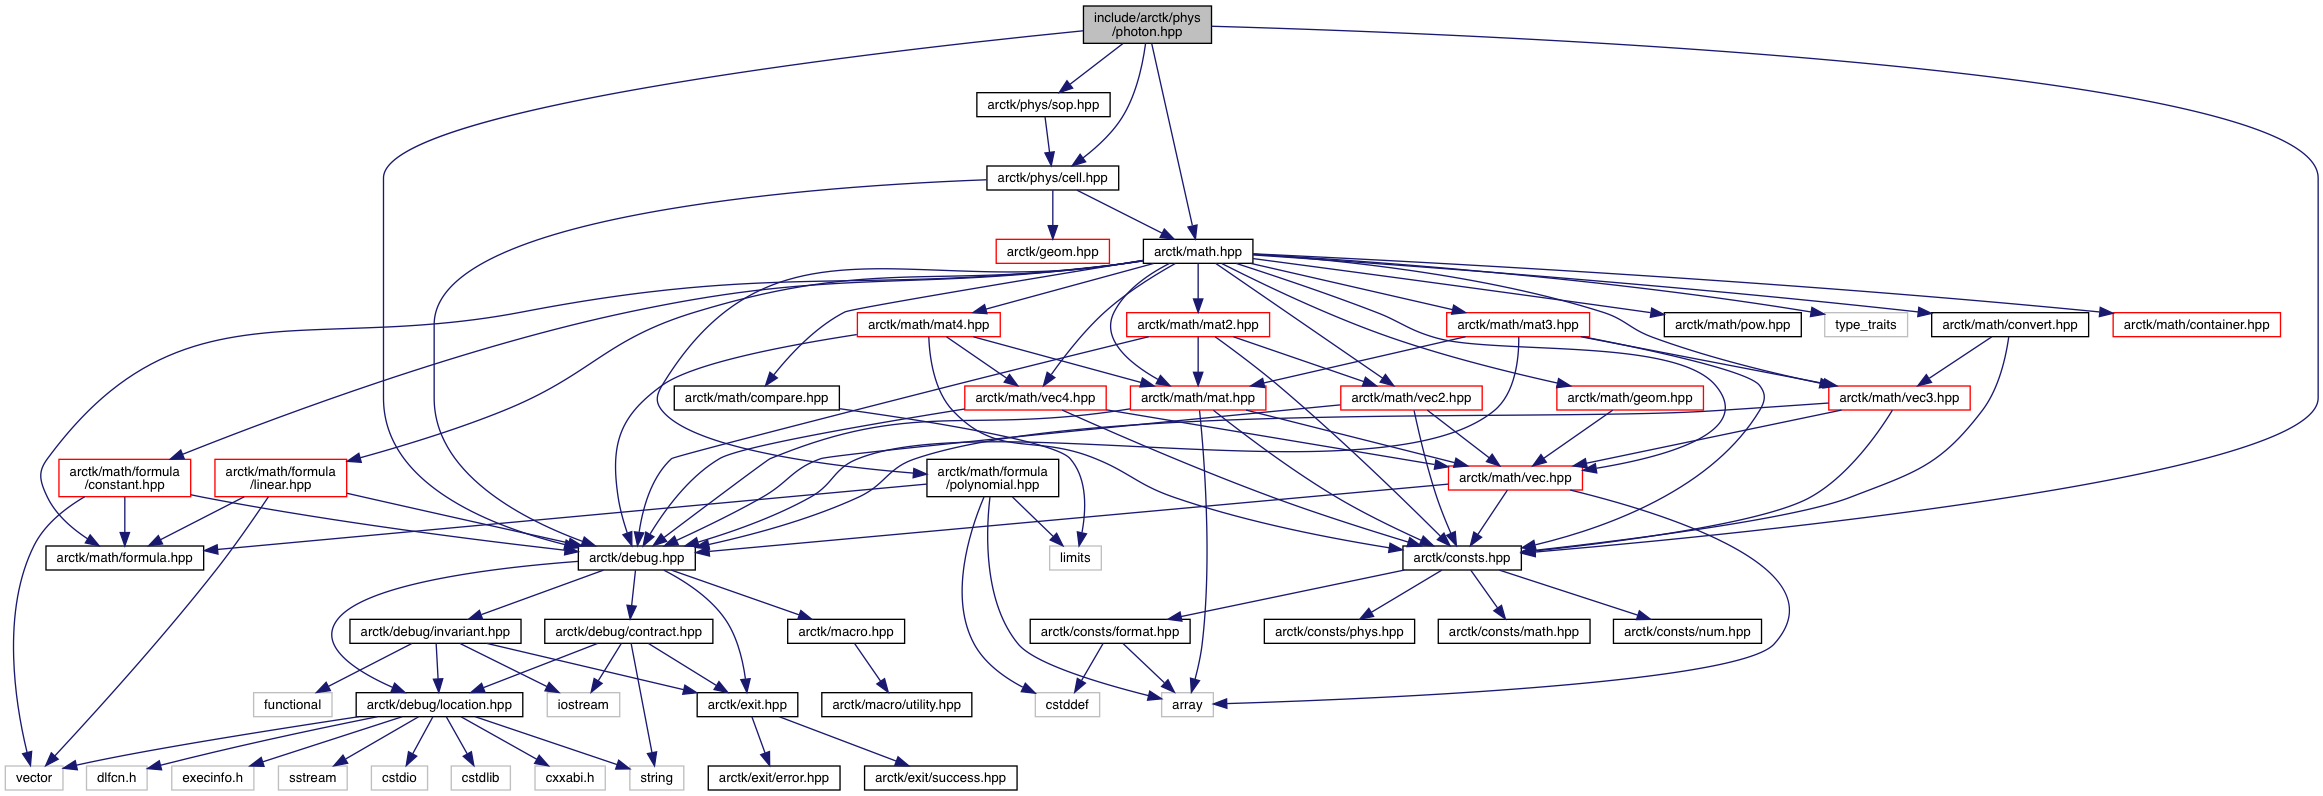 include/arctk/phys
/photon.hpp
arctk/phys/sop.hpp
arctk/phys/cell.hpp
arctk/geom.hpp
arctk/math.hpp
arctk/math/mat4.hpp
arctk/math/mat2.hpp
arctk/math/mat3.hpp
arctk/math/pow.hpp
type_traits
arctk/math/convert.hpp
arctk/math/container.hpp
arctk/math/compare.hpp
arctk/math/vec4.hpp
arctk/math/mat.hpp
arctk/math/vec2.hpp
arctk/math/geom.hpp
arctk/math/vec3.hpp
arctk/math/formula
/constant.hpp
arctk/math/formula
/linear.hpp
arctk/math/formula
/polynomial.hpp
arctk/math/vec.hpp
arctk/math/formula.hpp
arctk/debug.hpp
limits
arctk/consts.hpp
arctk/debug/invariant.hpp
arctk/debug/contract.hpp
arctk/macro.hpp
arctk/consts/format.hpp
arctk/consts/phys.hpp
arctk/consts/math.hpp
arctk/consts/num.hpp
functional
arctk/debug/location.hpp
iostream
arctk/exit.hpp
arctk/macro/utility.hpp
cstddef
array
vector
dlfcn.h
execinfo.h
sstream
cstdio
cstdlib
cxxabi.h
string
arctk/exit/error.hpp
arctk/exit/success.hpp